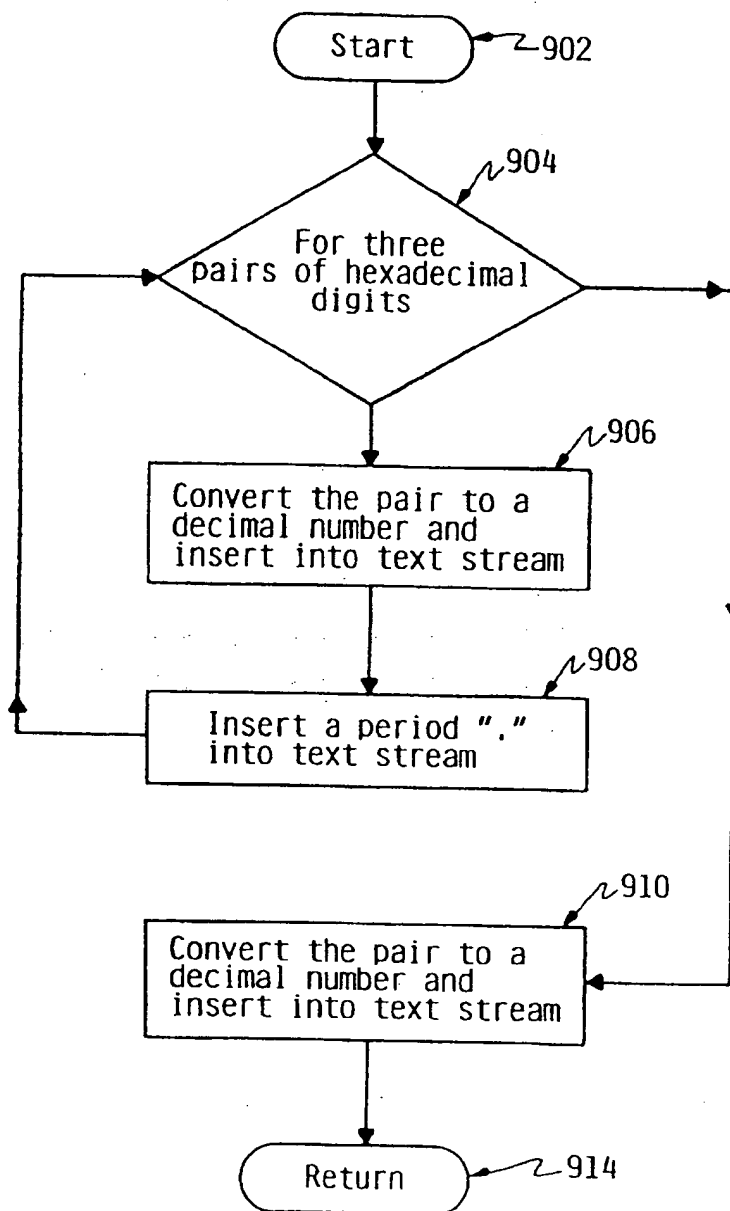 Start
902
904
For three
pairs of hexadecimal
digits
906
Convert the pair to a
decimal number and
insert into text stream
908
Insert a period "."
into text stream
910
Convert the pair to a
decimal number and
insert into text stream
Return
914